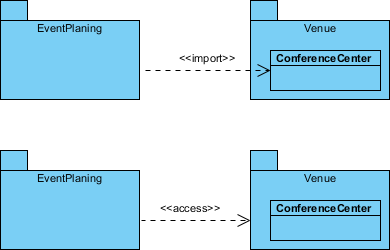 EventPlaning
Venue
<<import>>
ConferenceCenter
EventPlaning
Venue
<<access>>
ConferenceCenter